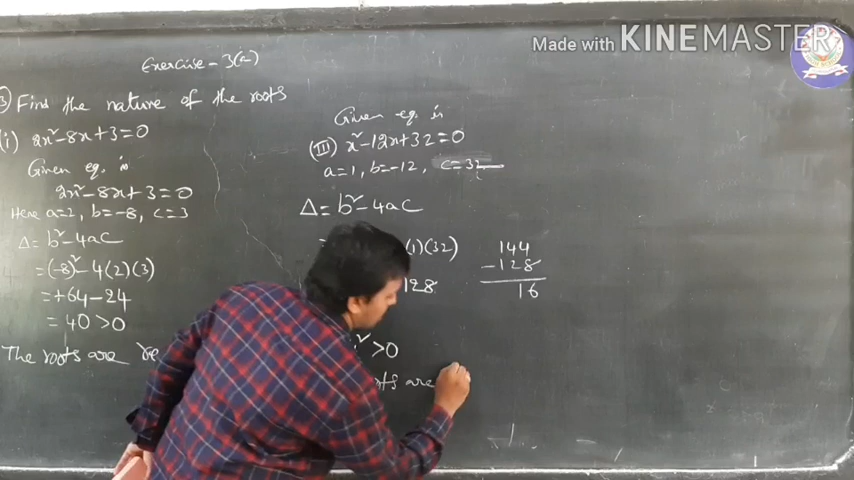 Made with KINEMASTER
Exercise - 3(a)
3) Find the nature of the roots
(i) 2x²-8x+3=0
Given eq. is
2x²-8x+3=0
Here a=2, b=-8, c=3
Δ = b²-4ac
= (-8)²-4(2)(3)
= +64-24
= 40>0
The roots are
Given eq. is
(III) x²-12x+32=0
a=1, b=-12, c=32
Δ = b²-4ac
= (1)(32)
128
² >0
are
144
-128
16